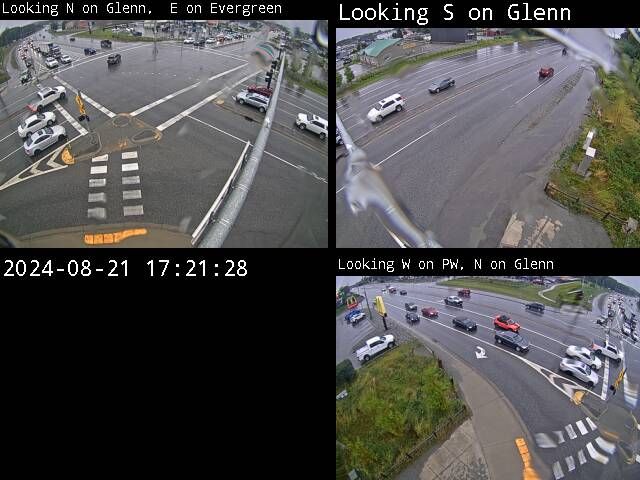 Looking N on Glenn, E on Evergreen
Looking S on Glenn
2024-08-21 17:21:28
Looking W on PW, N on Glenn